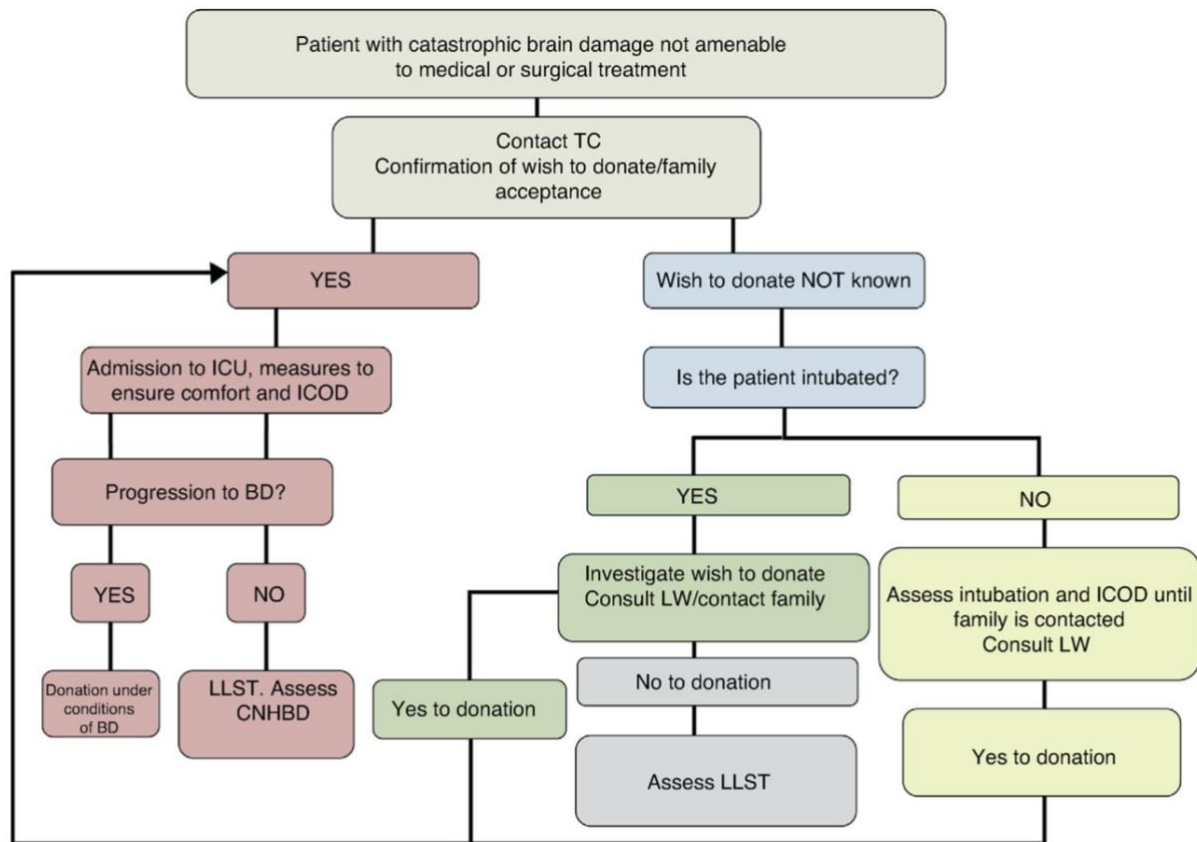 Patient with catastrophic brain damage not amenable
to medical or surgical treatment
Contact TC
Confirmation of wish to donate/family
acceptance
YES
Wish to donate NOT known
Admission to ICU, measures to
ensure comfort and ICOD
Is the patient intubated?
Progression to BD?
YES
NO
YES
NO
Donation under
conditions
of BD
LLST. Assess
CNHBD
Investigate wish to donate
Consult LW/contact family
Assess intubation and ICOD until
family is contacted
Consult LW
Yes to donation
No to donation
Assess LLST
Yes to donation